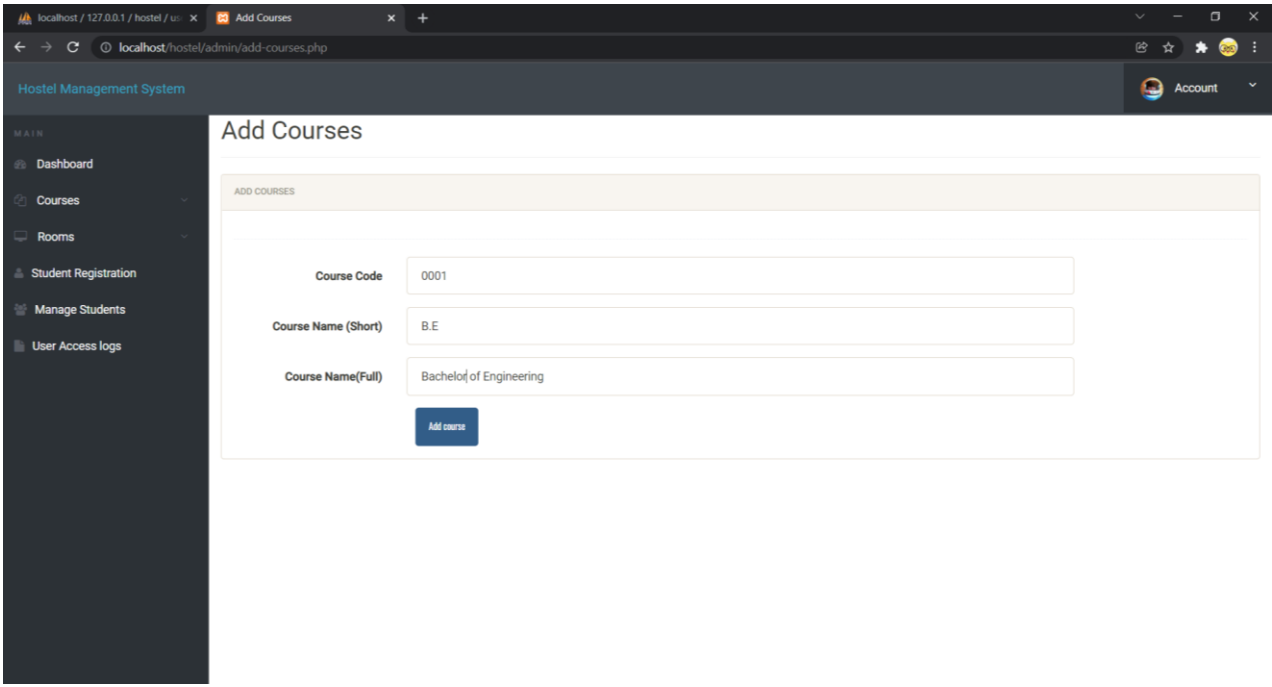 localhost / 127.0.0.1 / hostel / us
Add Courses
localhost/hostel/admin/add-courses.php
Hostel Management System
Account
MAIN
Dashboard
Courses
Rooms
Student Registration
Manage Students
User Access logs
Add Courses
ADD COURSES
Course Code 0001
Course Name (Short) B.E
Course Name(Full) Bachelor of Engineering
Add course